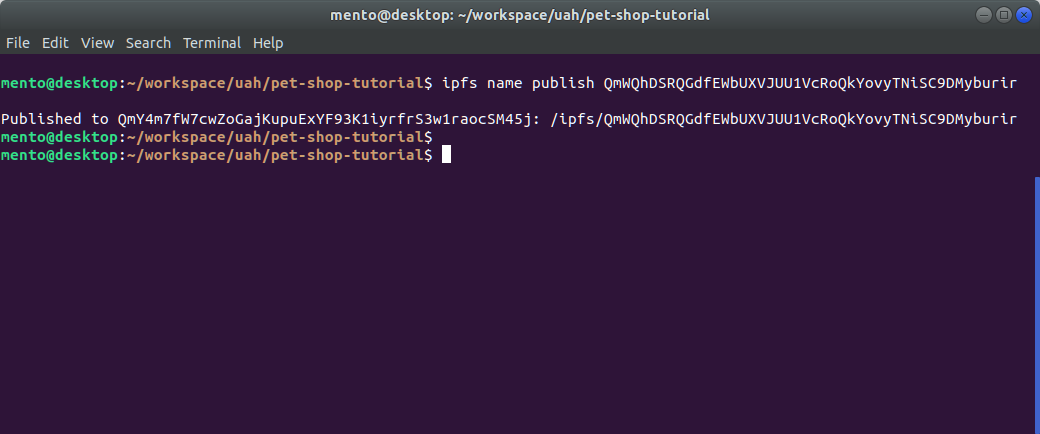 mento@desktop: ~/workspace/uah/pet-shop-tutorial
File Edit View Search Terminal Help
mento@desktop:~/workspace/uah/pet-shop-tutorial$ ipfs name publish QmWQhDSRQGdfEWbUXVJUU1VcRoQkYovyTNiSC9DMyburir
Published to QmY4m7fW7cwZoGajKupuExYF93K1iyrfrS3w1raocSM45j: /ipfs/QmWQhDSRQGdfEWbUXVJUU1VcRoQkYovyTNiSC9DMyburir
mento@desktop:~/workspace/uah/pet-shop-tutorial$
mento@desktop:~/workspace/uah/pet-shop-tutorial$